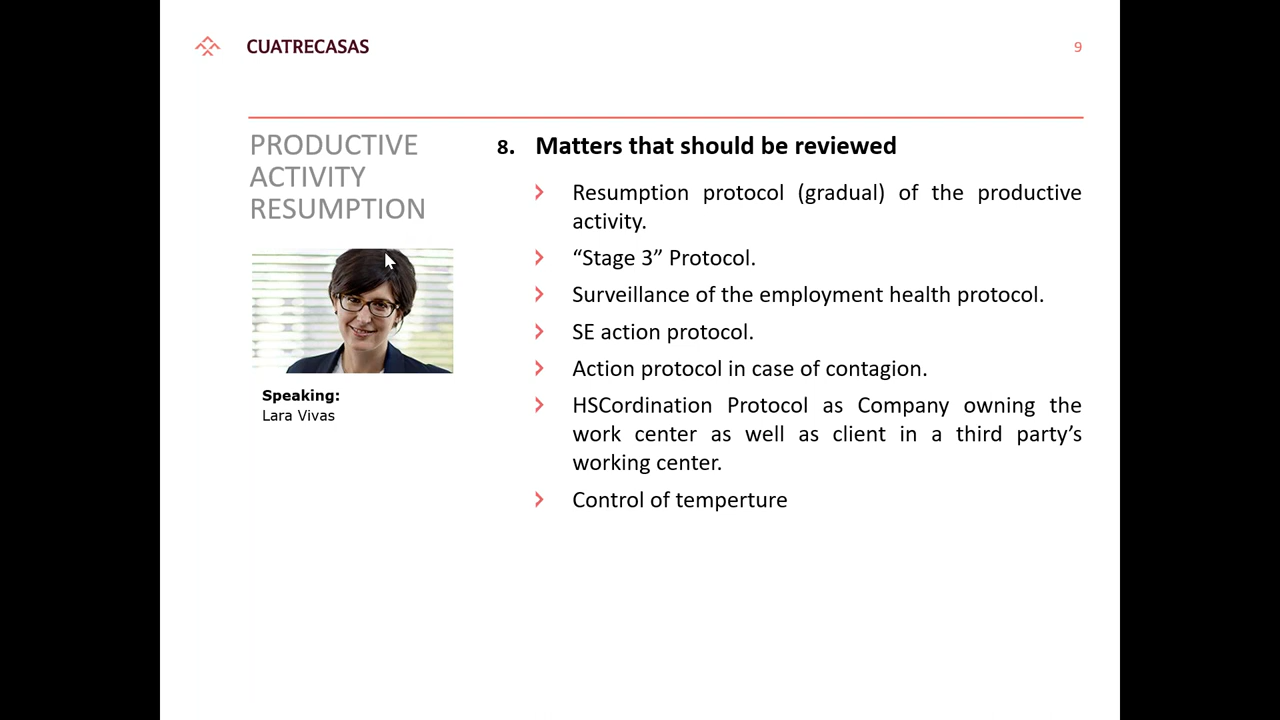 CUATRECASAS
9
PRODUCTIVE
ACTIVITY
RESUMPTION
Speaking:
Lara Vivas
8. Matters that should be reviewed
Resumption protocol (gradual) of the productive
activity.
“Stage 3” Protocol.
Surveillance of the employment health protocol.
SE action protocol.
Action protocol in case of contagion.
HSCordination Protocol as Company owning the
work center as well as client in a third party’s
working center.
Control of temperture